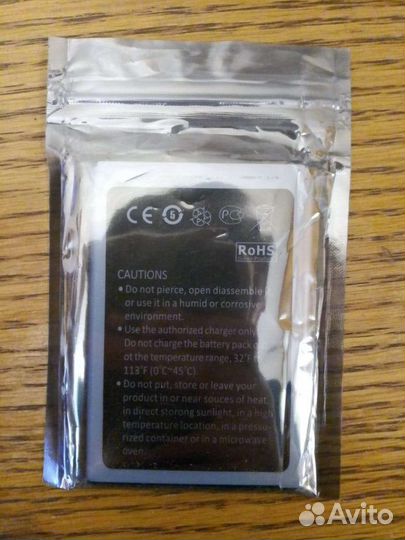 CE 5 PC
RoHS
CAUTIONS
• Do not pierce, open diassemble
or use it in a humid or corrosive
environment.
• Use the authorized charger only
Do not charge the battery pack o
ot the temperature range, 32°F
113°F (0°C~45°C)
• Do not put, store or leave your
product in or near souces of heat,
in direct storong sunlight, in a high
temperature location, in a pressu-
rized container or in a microwave
oven.
Avito